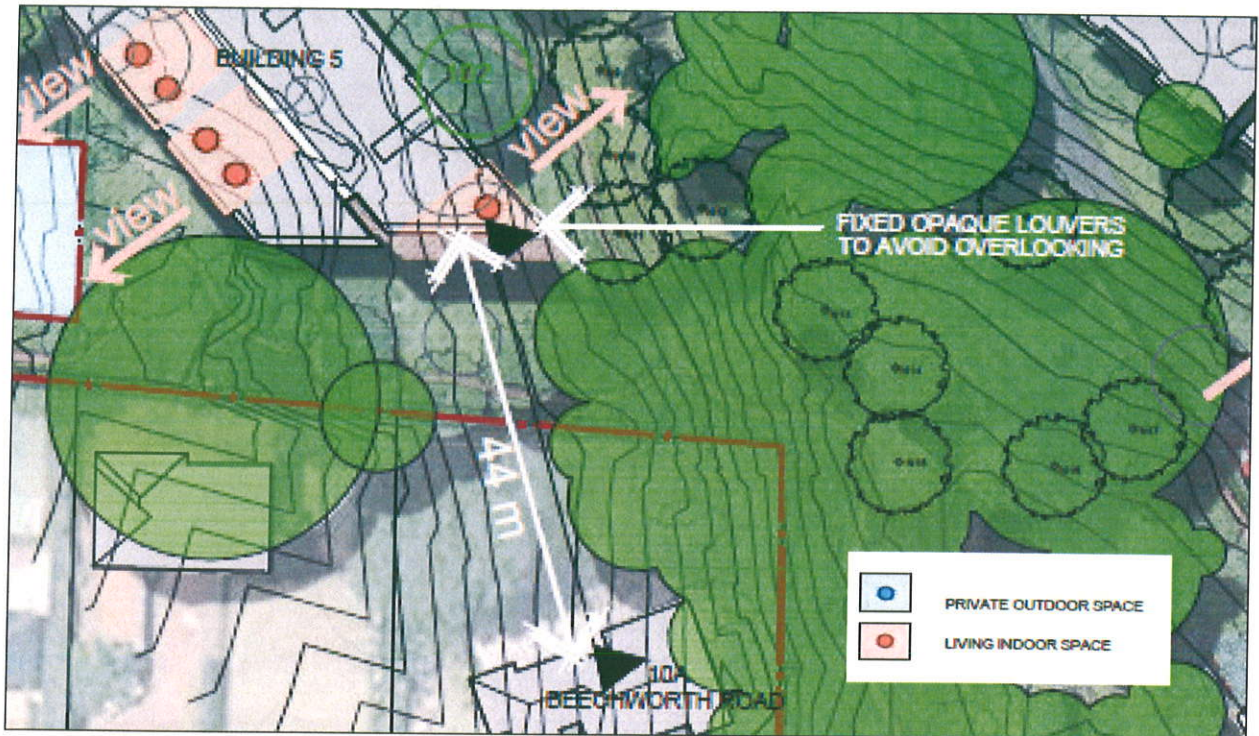 BUILDING 5
view
view
view
FIXED OPAQUE LOUVERS
TO AVOID OVERLOOKING
44 m
PRIVATE OUTDOOR SPACE
LIVING INDOOR SPACE
BEECHWORTH ROAD